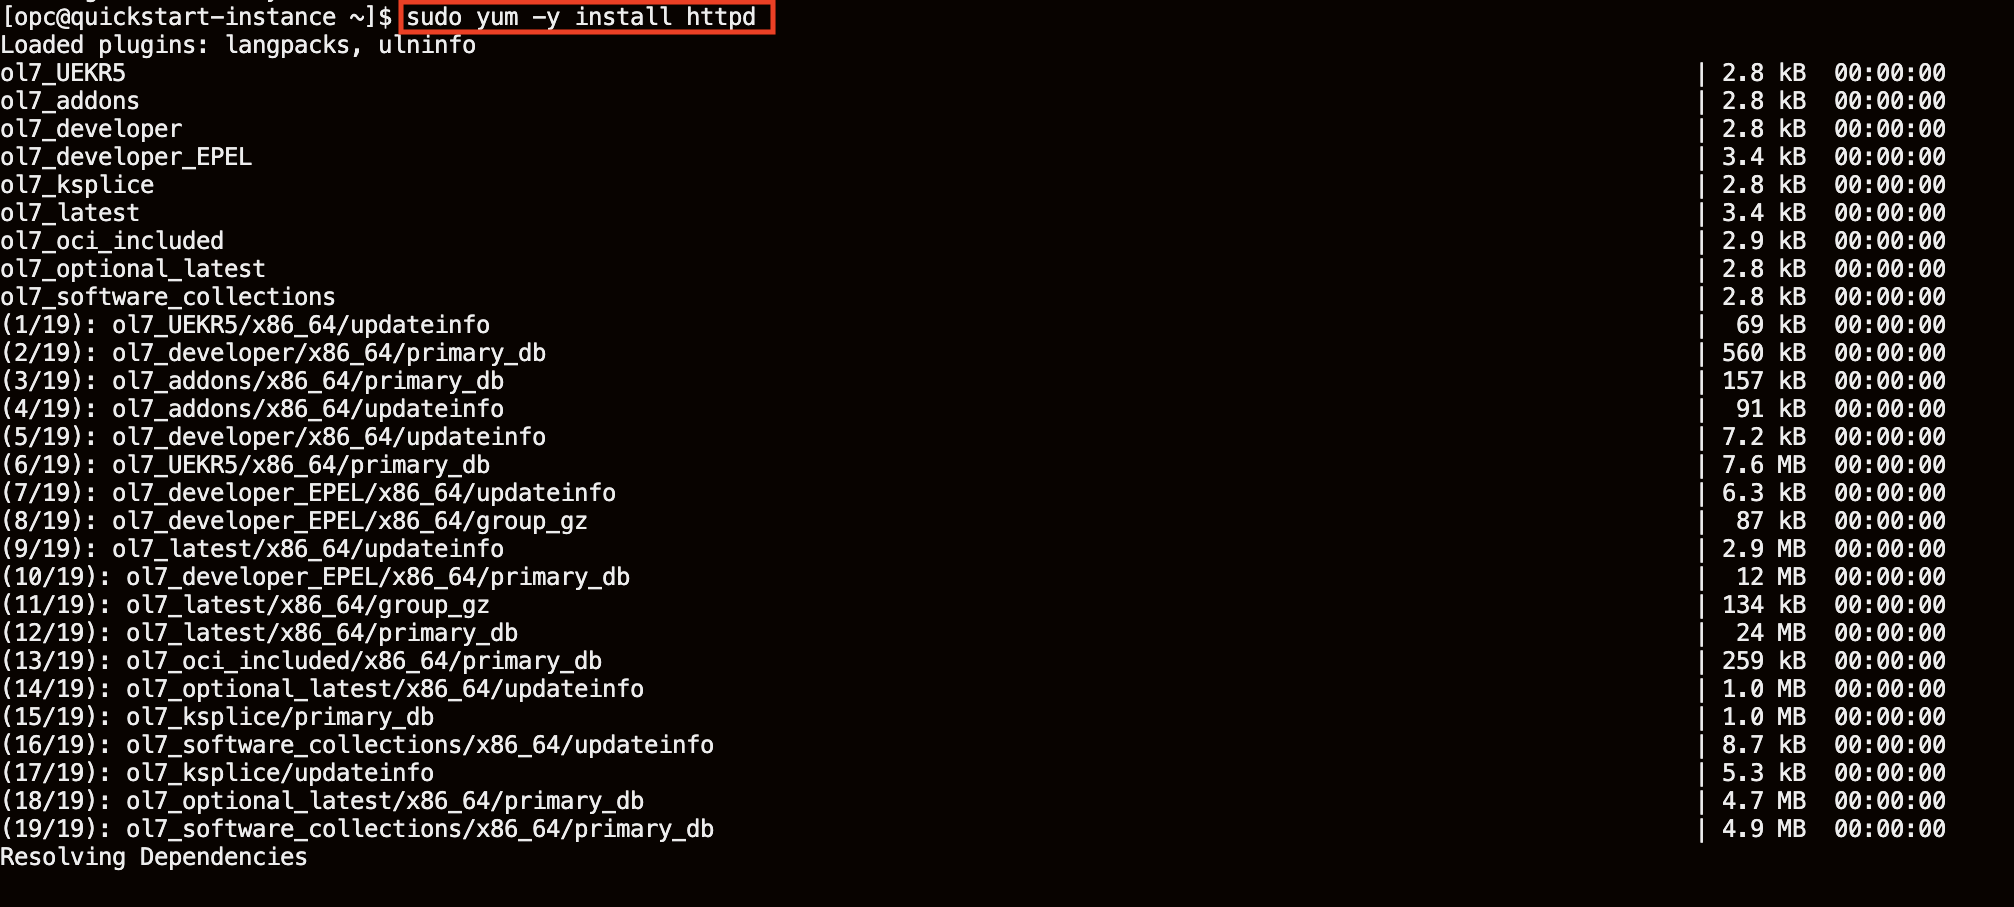 [opc@quickstart-instance ~]$ sudo yum -y install httpd
Loaded plugins: langpacks, ulninfo
ol7_UEKR5 | 2.8 kB 00:00:00
ol7_addons | 2.8 kB 00:00:00
ol7_developer | 2.8 kB 00:00:00
ol7_developer_EPEL | 3.4 kB 00:00:00
ol7_ksplice | 2.8 kB 00:00:00
ol7_latest | 3.4 kB 00:00:00
ol7_oci_included | 2.9 kB 00:00:00
ol7_optional_latest | 2.8 kB 00:00:00
ol7_software_collections | 2.8 kB 00:00:00
(1/19): ol7_UEKR5/x86_64/updateinfo | 69 kB 00:00:00
(2/19): ol7_developer/x86_64/primary_db | 560 kB 00:00:00
(3/19): ol7_addons/x86_64/primary_db | 157 kB 00:00:00
(4/19): ol7_addons/x86_64/updateinfo | 91 kB 00:00:00
(5/19): ol7_developer/x86_64/updateinfo | 7.2 kB 00:00:00
(6/19): ol7_UEKR5/x86_64/primary_db | 7.6 MB 00:00:00
(7/19): ol7_developer_EPEL/x86_64/updateinfo | 6.3 kB 00:00:00
(8/19): ol7_developer_EPEL/x86_64/group_gz | 87 kB 00:00:00
(9/19): ol7_latest/x86_64/updateinfo | 2.9 MB 00:00:00
(10/19): ol7_developer_EPEL/x86_64/primary_db | 12 MB 00:00:00
(11/19): ol7_latest/x86_64/group_gz | 134 kB 00:00:00
(12/19): ol7_latest/x86_64/primary_db | 24 MB 00:00:00
(13/19): ol7_oci_included/x86_64/primary_db | 259 kB 00:00:00
(14/19): ol7_optional_latest/x86_64/updateinfo | 1.0 MB 00:00:00
(15/19): ol7_ksplice/primary_db | 1.0 MB 00:00:00
(16/19): ol7_software_collections/x86_64/updateinfo | 8.7 kB 00:00:00
(17/19): ol7_ksplice/updateinfo | 5.3 kB 00:00:00
(18/19): ol7_optional_latest/x86_64/primary_db | 4.7 MB 00:00:00
(19/19): ol7_software_collections/x86_64/primary_db | 4.9 MB 00:00:00
Resolving Dependencies